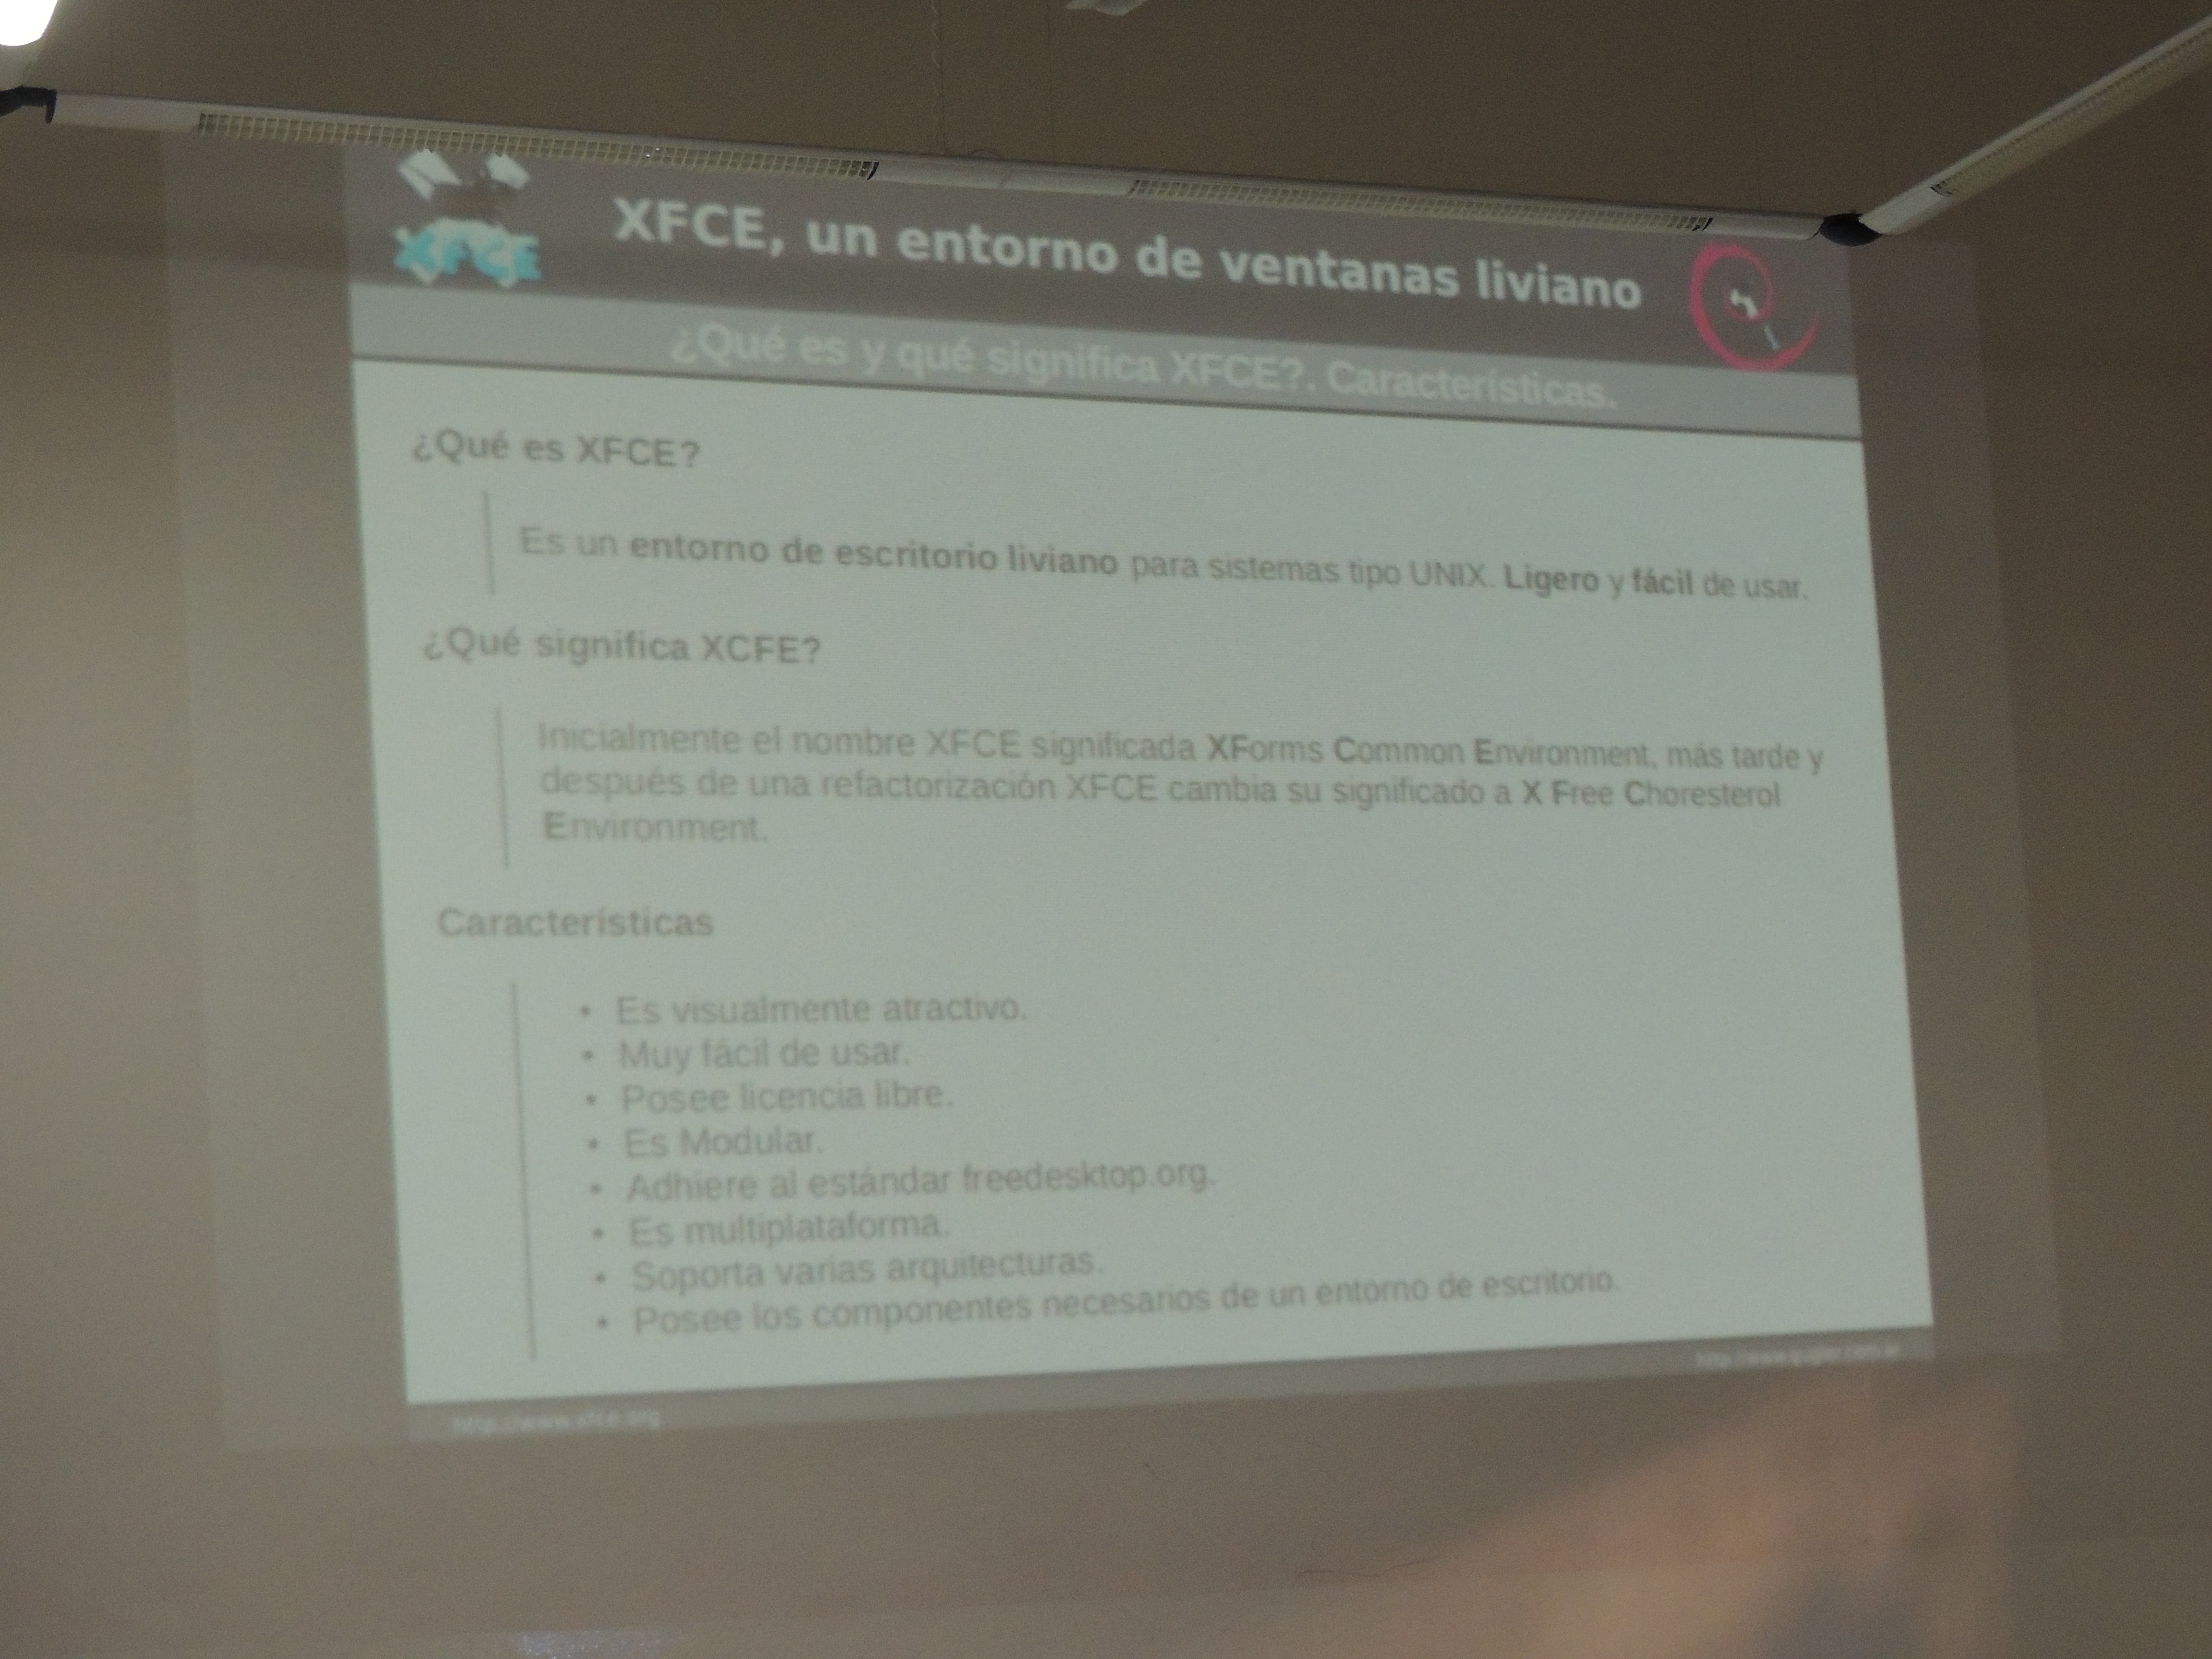 XFCE
XFCE, un entorno de ventanas liviano
¿Qué es y qué significa XFCE?. Características.
¿Qué es XFCE?
Es un entorno de escritorio liviano para sistemas tipo UNIX. Ligero y fácil de usar.
¿Qué significa XCFE?
Inicialmente el nombre XFCE significada XForms Common Environment, más tarde y
después de una refactorización XFCE cambia su significado a X Free Choresterol
Environment.
Características
• Es visualmente atractivo.
• Muy fácil de usar.
• Posee licencia libre.
• Es Modular.
• Adhiere al estándar freedesktop.org.
• Es multiplataforma.
• Soporta varias arquitecturas.
• Posee los componentes necesarios de un entorno de escritorio.
http://www.xfce.org